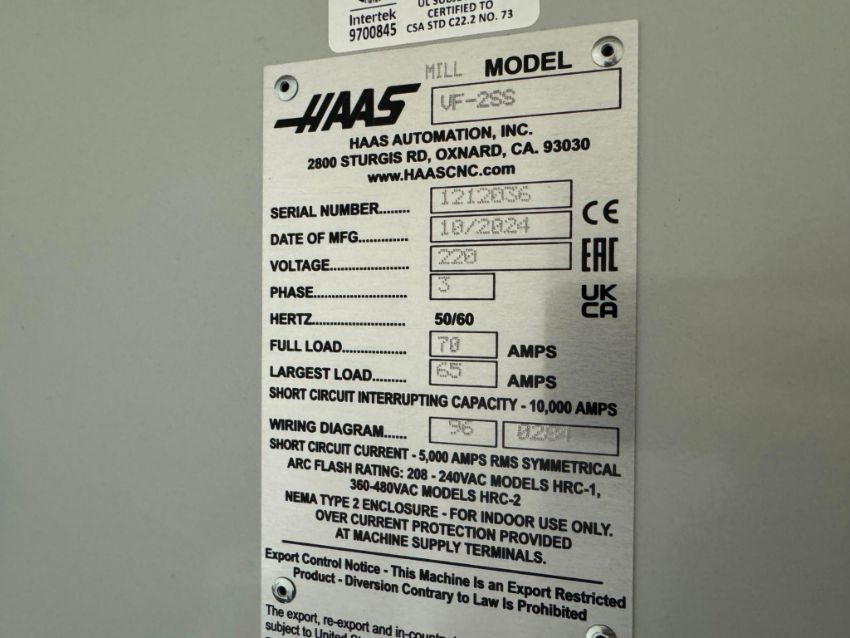 Intertek
9700845
CERTIFIED TO
CSA STD C22.2 NO. 73
MILL MODEL
HAAS VF-2SS
HAAS AUTOMATION, INC.
2800 STURGIS RD, OXNARD, CA. 93030
www.HAASCNC.com
SERIAL NUMBER........ 1212036
CE
DATE OF MFG............ 10/2024
VOLTAGE.................... 220
EAC
PHASE........................ 3
UK
CA
HERTZ........................ 50/60
FULL LOAD................ 70 AMPS
LARGEST LOAD......... 65 AMPS
SHORT CIRCUIT INTERRUPTING CAPACITY - 10,000 AMPS
WIRING DIAGRAM...... 96 0284
SHORT CIRCUIT CURRENT - 5,000 AMPS RMS SYMMETRICAL
ARC FLASH RATING: 208 - 240VAC MODELS HRC-1,
360-480VAC MODELS HRC-2
NEMA TYPE 2 ENCLOSURE - FOR INDOOR USE ONLY.
OVER CURRENT PROTECTION PROVIDED
AT MACHINE SUPPLY TERMINALS.
Export Control Notice - This Machine Is an Export Restricted
Product - Diversion Contrary to Law Is Prohibited
The export, re-export and
subject to United